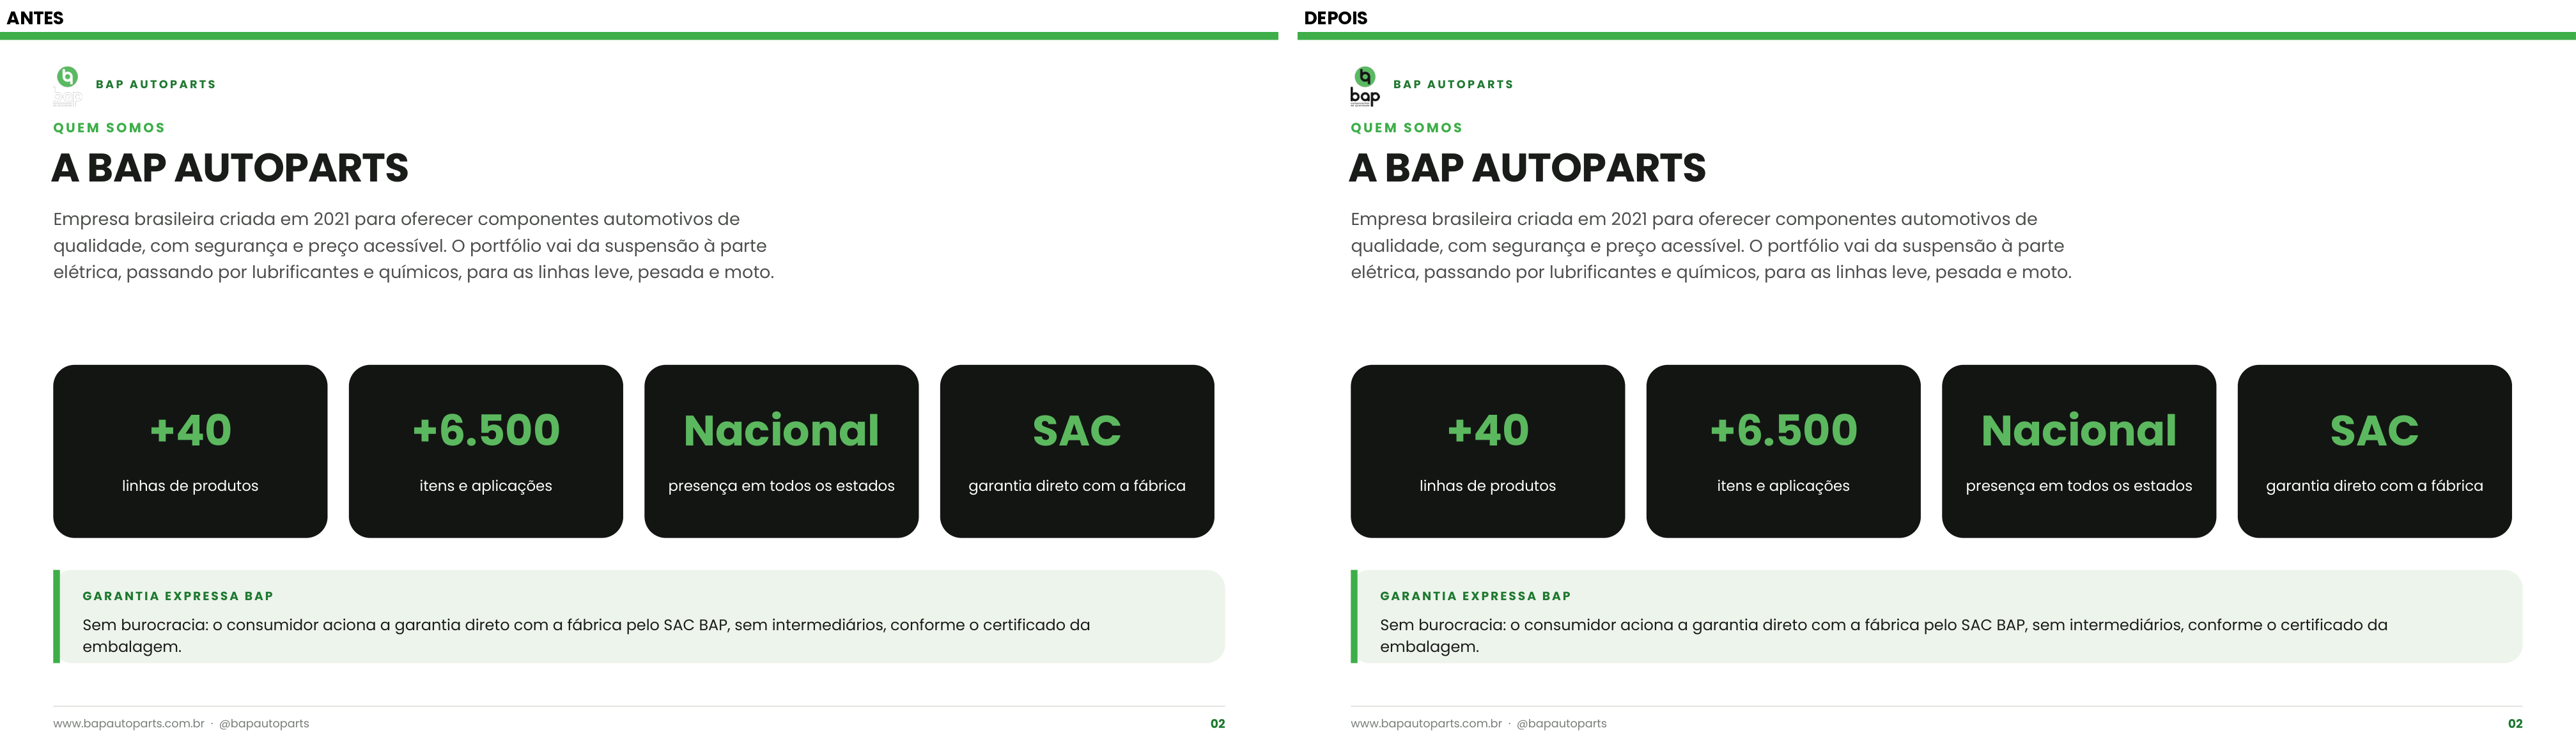 ANTES
bap
BAP AUTOPARTS
QUEM SOMOS
A BAP AUTOPARTS
Empresa brasileira criada em 2021 para oferecer componentes automotivos de
qualidade, com segurança e preço acessível. O portfólio vai da suspensão à parte
elétrica, passando por lubrificantes e químicos, para as linhas leve, pesada e moto.
+40
linhas de produtos
+6.500
itens e aplicações
Nacional
presença em todos os estados
SAC
garantia direto com a fábrica
GARANTIA EXPRESSA BAP
Sem burocracia: o consumidor aciona a garantia direto com a fábrica pelo SAC BAP, sem intermediários, conforme o certificado da
embalagem.
www.bapautoparts.com.br · @bapautoparts
02
DEPOIS
bap
BAP AUTOPARTS
QUEM SOMOS
A BAP AUTOPARTS
Empresa brasileira criada em 2021 para oferecer componentes automotivos de
qualidade, com segurança e preço acessível. O portfólio vai da suspensão à parte
elétrica, passando por lubrificantes e químicos, para as linhas leve, pesada e moto.
+40
linhas de produtos
+6.500
itens e aplicações
Nacional
presença em todos os estados
SAC
garantia direto com a fábrica
GARANTIA EXPRESSA BAP
Sem burocracia: o consumidor aciona a garantia direto com a fábrica pelo SAC BAP, sem intermediários, conforme o certificado da
embalagem.
www.bapautoparts.com.br · @bapautoparts
02